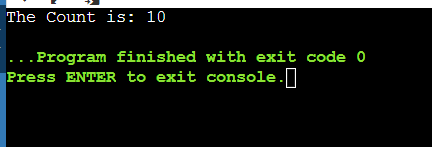 The Count is: 10
...Program finished with exit code 0
Press ENTER to exit console.